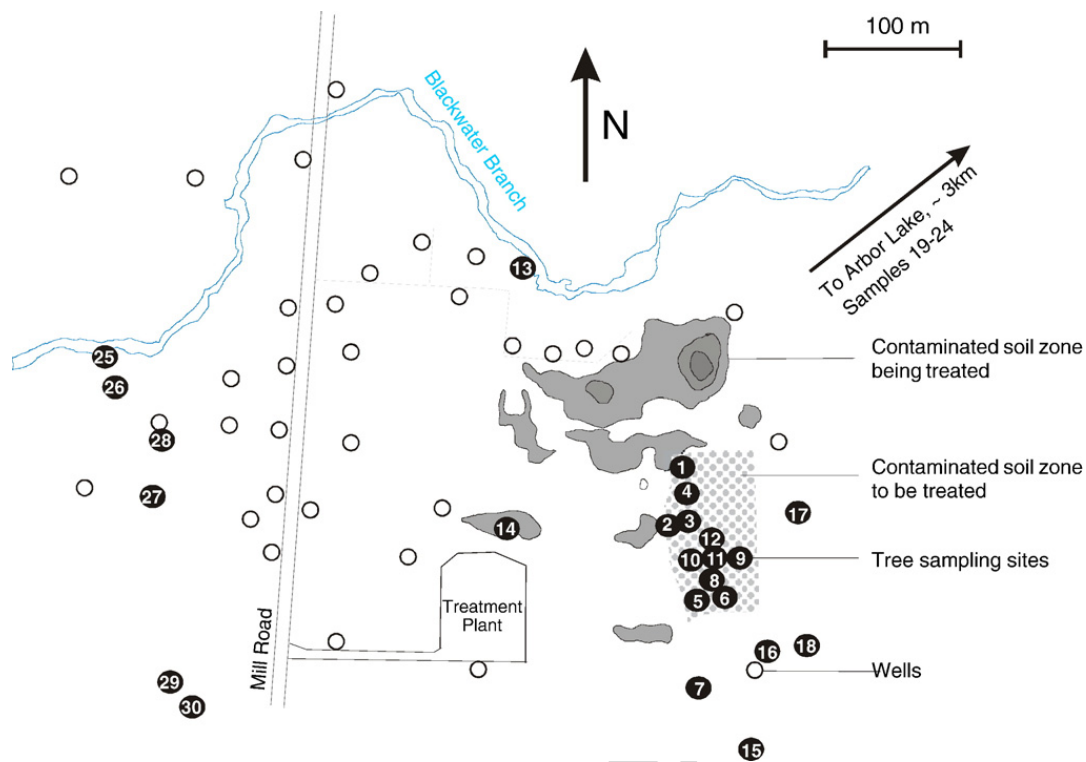 100 m
Blackwater Branch
N
To Arbor Lake, ~ 3km
Samples 19-24
13
Contaminated soil zone
being treated
25
26
28
27
1
4
2
3
12
10
11
9
8
5
6
17
14
Contaminated soil zone
to be treated
Tree sampling sites
Treatment
Plant
Mill Road
16
18
Wells
7
29
30
15